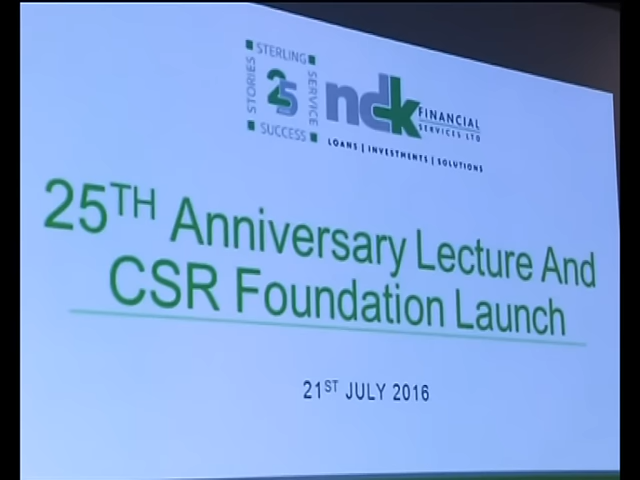 STERLING
STORIES
25
SERVICE
SUCCESS
ndk
FINANCIAL
SERVICES LTD
LOANS | INVESTMENTS | SOLUTIONS
25TH Anniversary Lecture And
CSR Foundation Launch
21ST JULY 2016